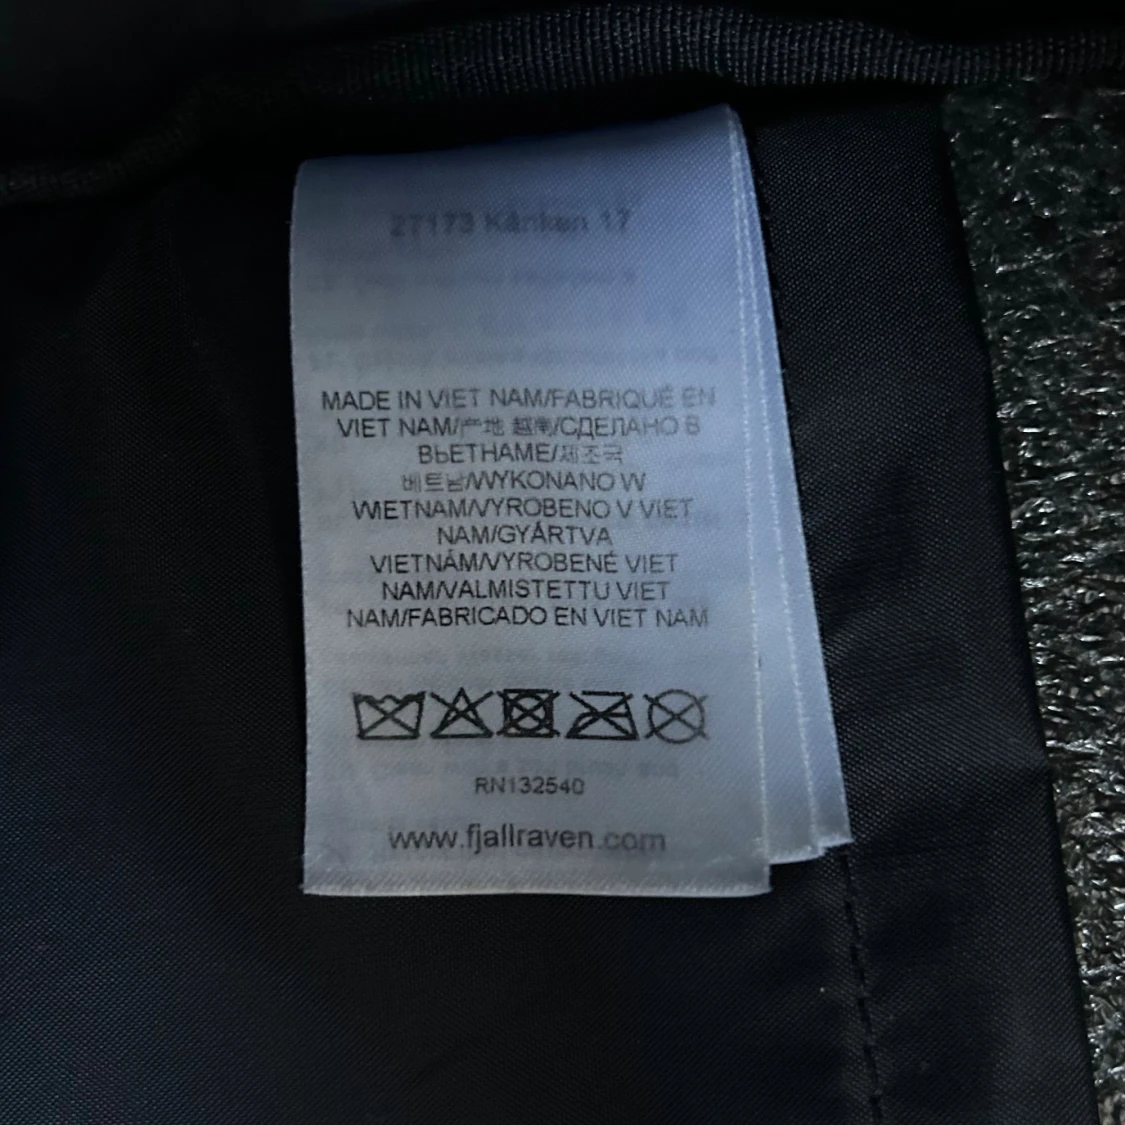 27173 Kånken 17
MADE IN VIET NAM/FABRIQUÉ EN
VIET NAM/产地 越南/СДЕЛАНО В
ВЬЕТНАМЕ/제조국
베트남/WYKONANO W
WIETNAM/VYROBENO V VIET
NAM/GYÁRTVA
VIETNÁM/VYROBENÉ VIET
NAM/VALMISTETTU VIET
NAM/FABRICADO EN VIET NAM
RN132540
www.fjallraven.com